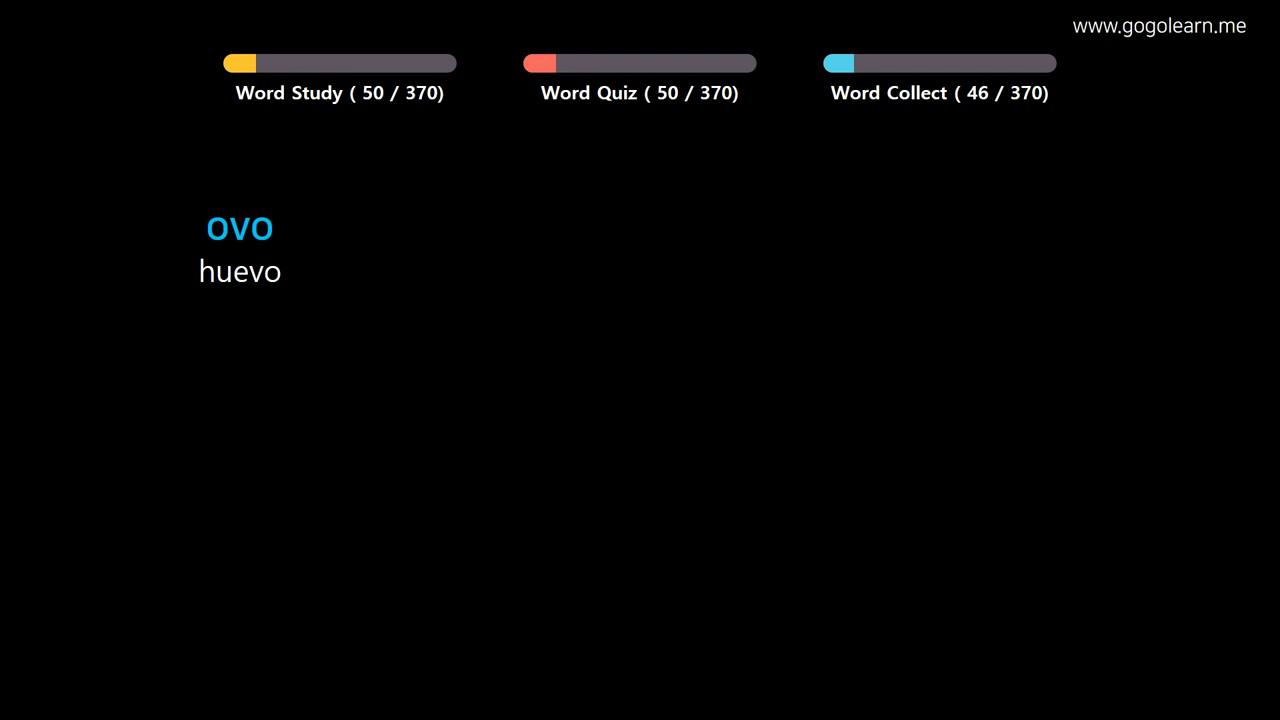 www.gogolearn.me
Word Study ( 50 / 370)
Word Quiz ( 50 / 370)
Word Collect ( 46 / 370)
ovo
huevo